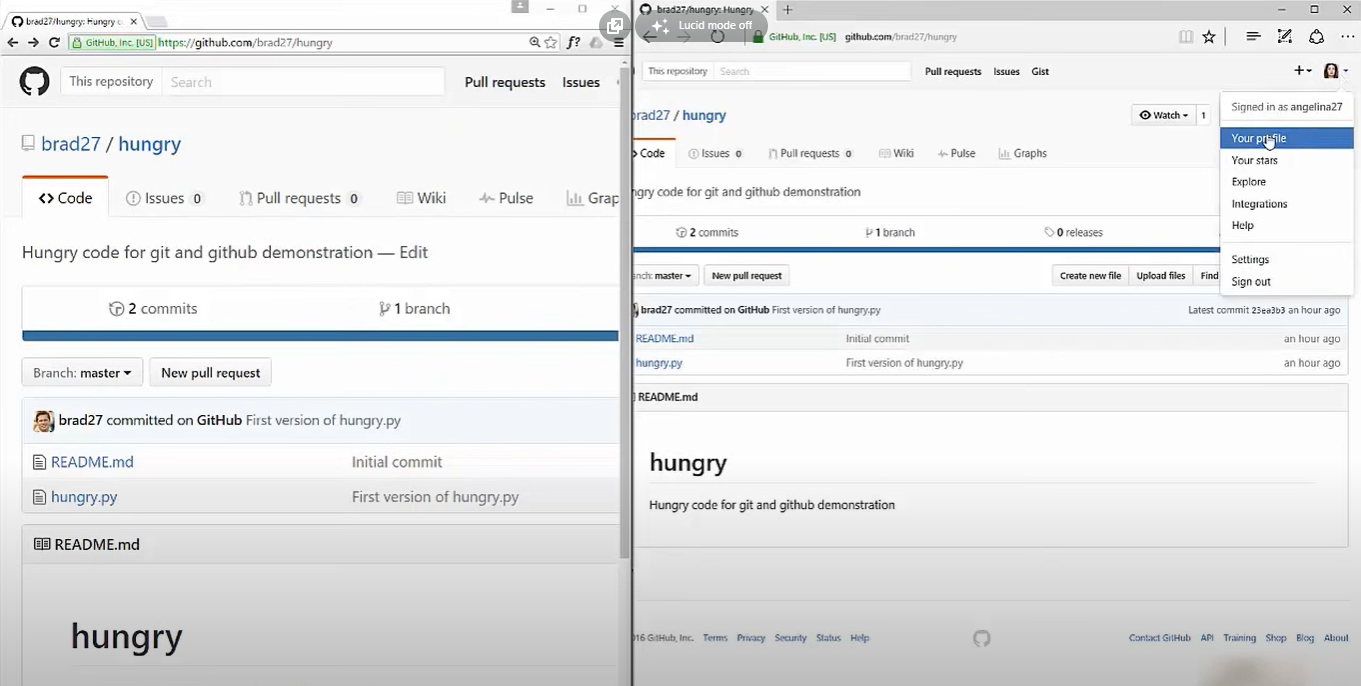 brad27/hungry: Hungry c
GitHub, Inc. [US] https://github.com/brad27/hungry
f?
This repository Search Pull requests Issues
brad27 / hungry
Code Issues 0 Pull requests 0 Wiki Pulse Grap
Hungry code for git and github demonstration — Edit
2 commits 1 branch
Branch: master New pull request
brad27 committed on GitHub First version of hungry.py
README.md Initial commit
hungry.py First version of hungry.py
README.md
hungry
brad27/hungry: Hungry
Lucid mode off
GitHub, Inc. [US] github.com/brad27/hungry
This repository Search Pull requests Issues Gist
rad27 / hungry
Watch 1
Code Issues 0 Pull requests 0 Wiki Pulse Graphs
ngry code for git and github demonstration
2 commits 1 branch 0 releases
nch: master New pull request Create new file Upload files Find
brad27 committed on GitHub First version of hungry.py Latest commit 23ea3b3 an hour ago
README.md Initial commit an hour ago
hungry.py First version of hungry.py an hour ago
README.md
hungry
Hungry code for git and github demonstration
Signed in as angelina27
Your profile
Your stars
Explore
Integrations
Help
Settings
Sign out
016 GitHub, Inc. Terms Privacy Security Status Help Contact GitHub API Training Shop Blog About